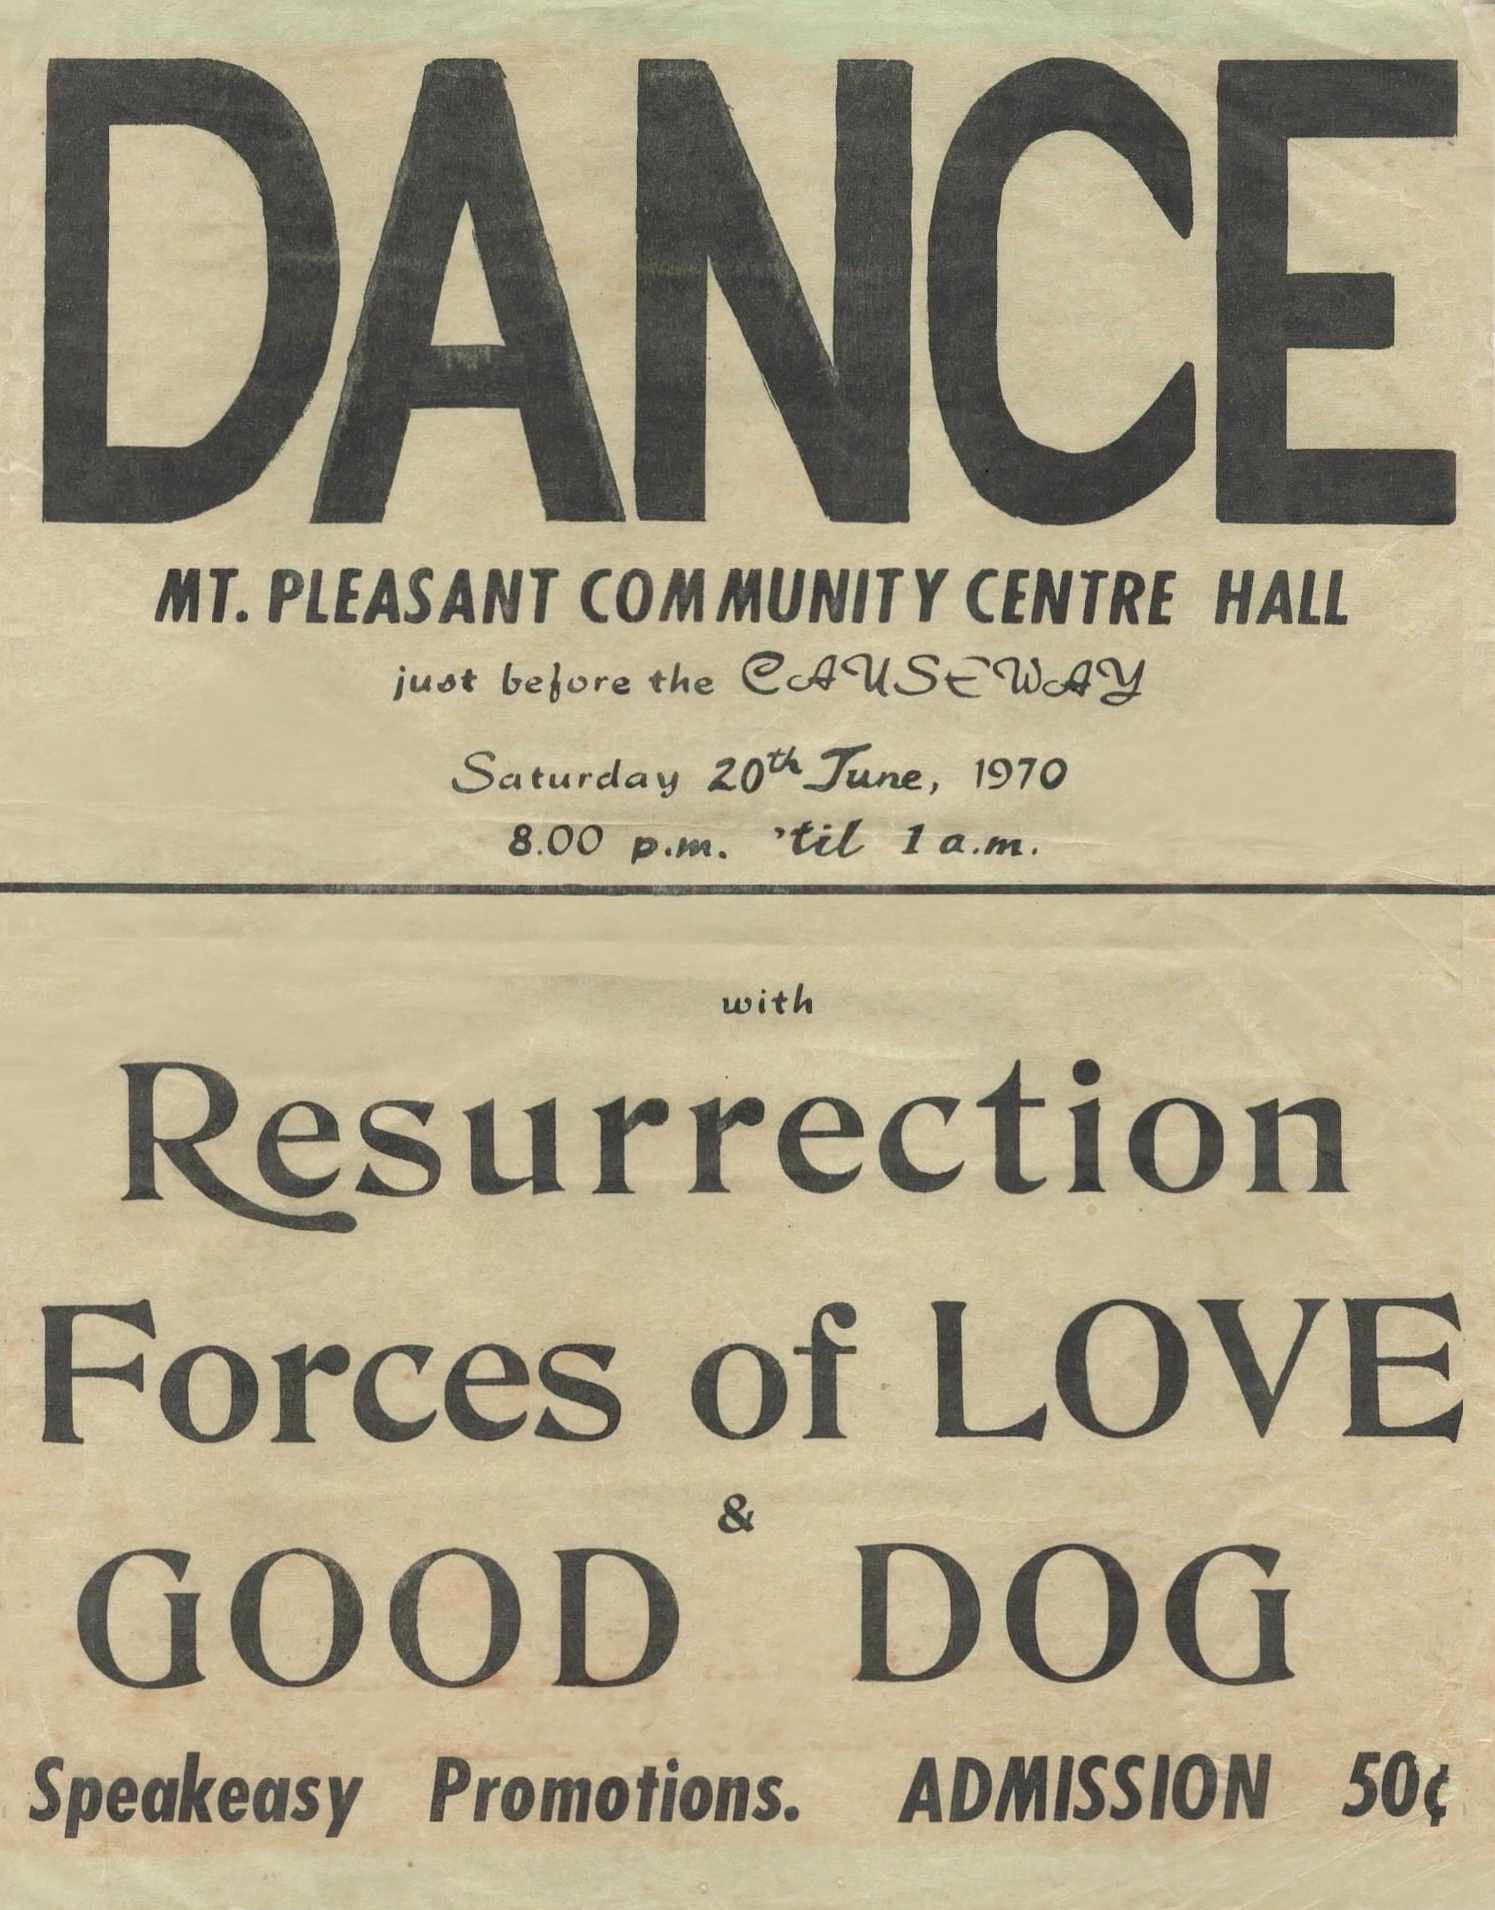 DANCE
MT. PLEASANT COMMUNITY CENTRE HALL
just before the CAUSEWAY
Saturday 20th June, 1970
8.00 p.m. 'til 1 a.m.
with
Resurrection
Forces of LOVE
&
GOOD DOG
Speakeasy Promotions. ADMISSION 50¢